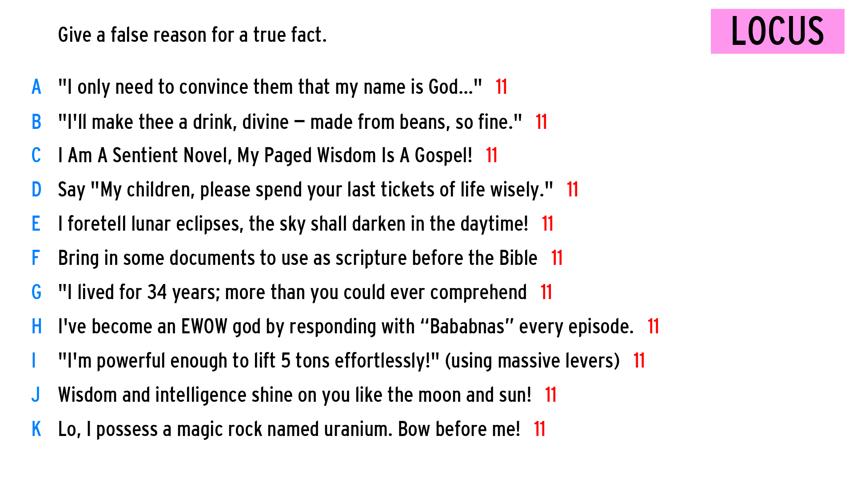 Give a false reason for a true fact.
LOCUS
A "I only need to convince them that my name is God..." 11
B "I'll make thee a drink, divine – made from beans, so fine." 11
C I Am A Sentient Novel, My Paged Wisdom Is A Gospel! 11
D Say "My children, please spend your last tickets of life wisely." 11
E I foretell lunar eclipses, the sky shall darken in the daytime! 11
F Bring in some documents to use as scripture before the Bible 11
G "I lived for 34 years; more than you could ever comprehend 11
H I've become an EWOW god by responding with “Bababnas” every episode. 11
I "I'm powerful enough to lift 5 tons effortlessly!" (using massive levers) 11
J Wisdom and intelligence shine on you like the moon and sun! 11
K Lo, I possess a magic rock named uranium. Bow before me! 11